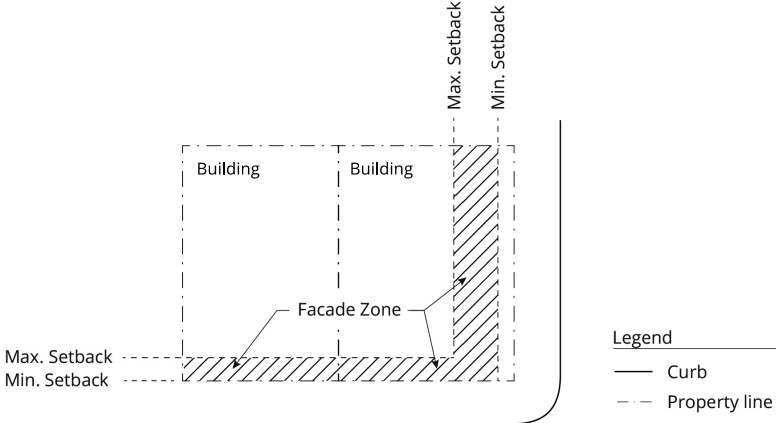 Max. Setback
Min. Setback
Building
Building
Facade Zone
Max. Setback
Min. Setback
Legend
Curb
Property line